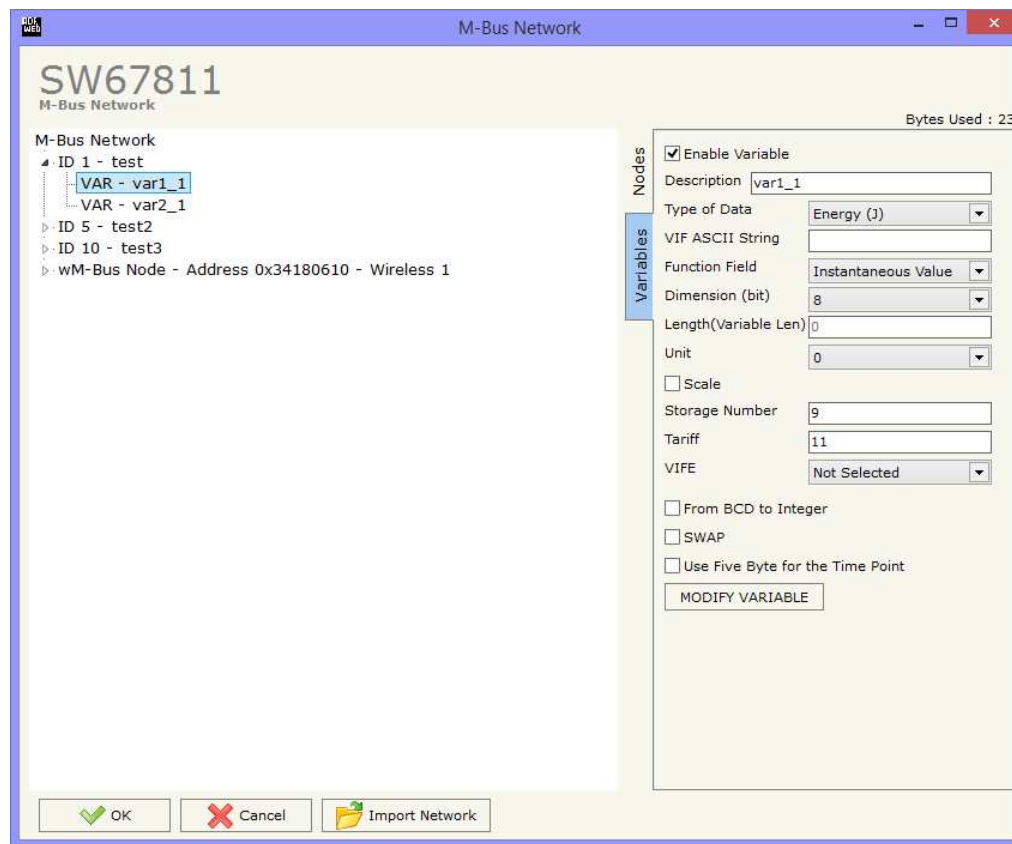 ADF
WEB
M-Bus Network
SW67811
M-Bus Network
Bytes Used : 23
M-Bus Network
ID 1 - test
VAR - var1_1
VAR - var2_1
ID 5 - test2
ID 10 - test3
wM-Bus Node - Address 0x34180610 - Wireless 1
Nodes
Variables
Enable Variable
Description var1_1
Type of Data Energy (J)
VIF ASCII String
Function Field Instantaneous Value
Dimension (bit) 8
Length(Variable Len) 0
Unit 0
Scale
Storage Number 9
Tariff 11
VIFE Not Selected
From BCD to Integer
SWAP
Use Five Byte for the Time Point
MODIFY VARIABLE
OK Cancel Import Network